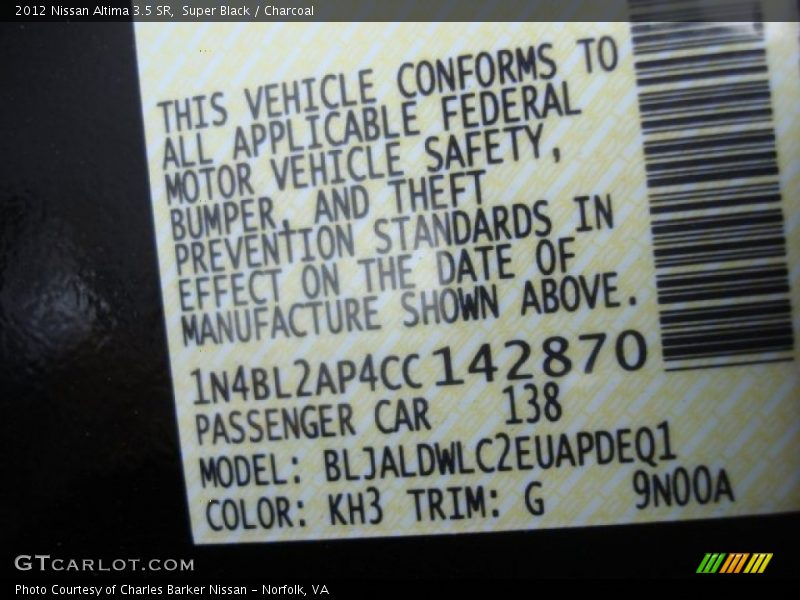 2012 Nissan Altima 3.5 SR, Super Black / Charcoal
THIS VEHICLE CONFORMS TO
ALL APPLICABLE FEDERAL
MOTOR VEHICLE SAFETY,
BUMPER, AND THEFT
PREVENTION STANDARDS IN
EFFECT ON THE DATE OF
MANUFACTURE SHOWN ABOVE.
1N4BL2AP4CC142870
PASSENGER CAR 138
MODEL: BLJALDWLC2EUAPDEQ1
COLOR: KH3 TRIM: G 9N00A
GTCARLOT.COM
Photo Courtesy of Charles Barker Nissan - Norfolk, VA